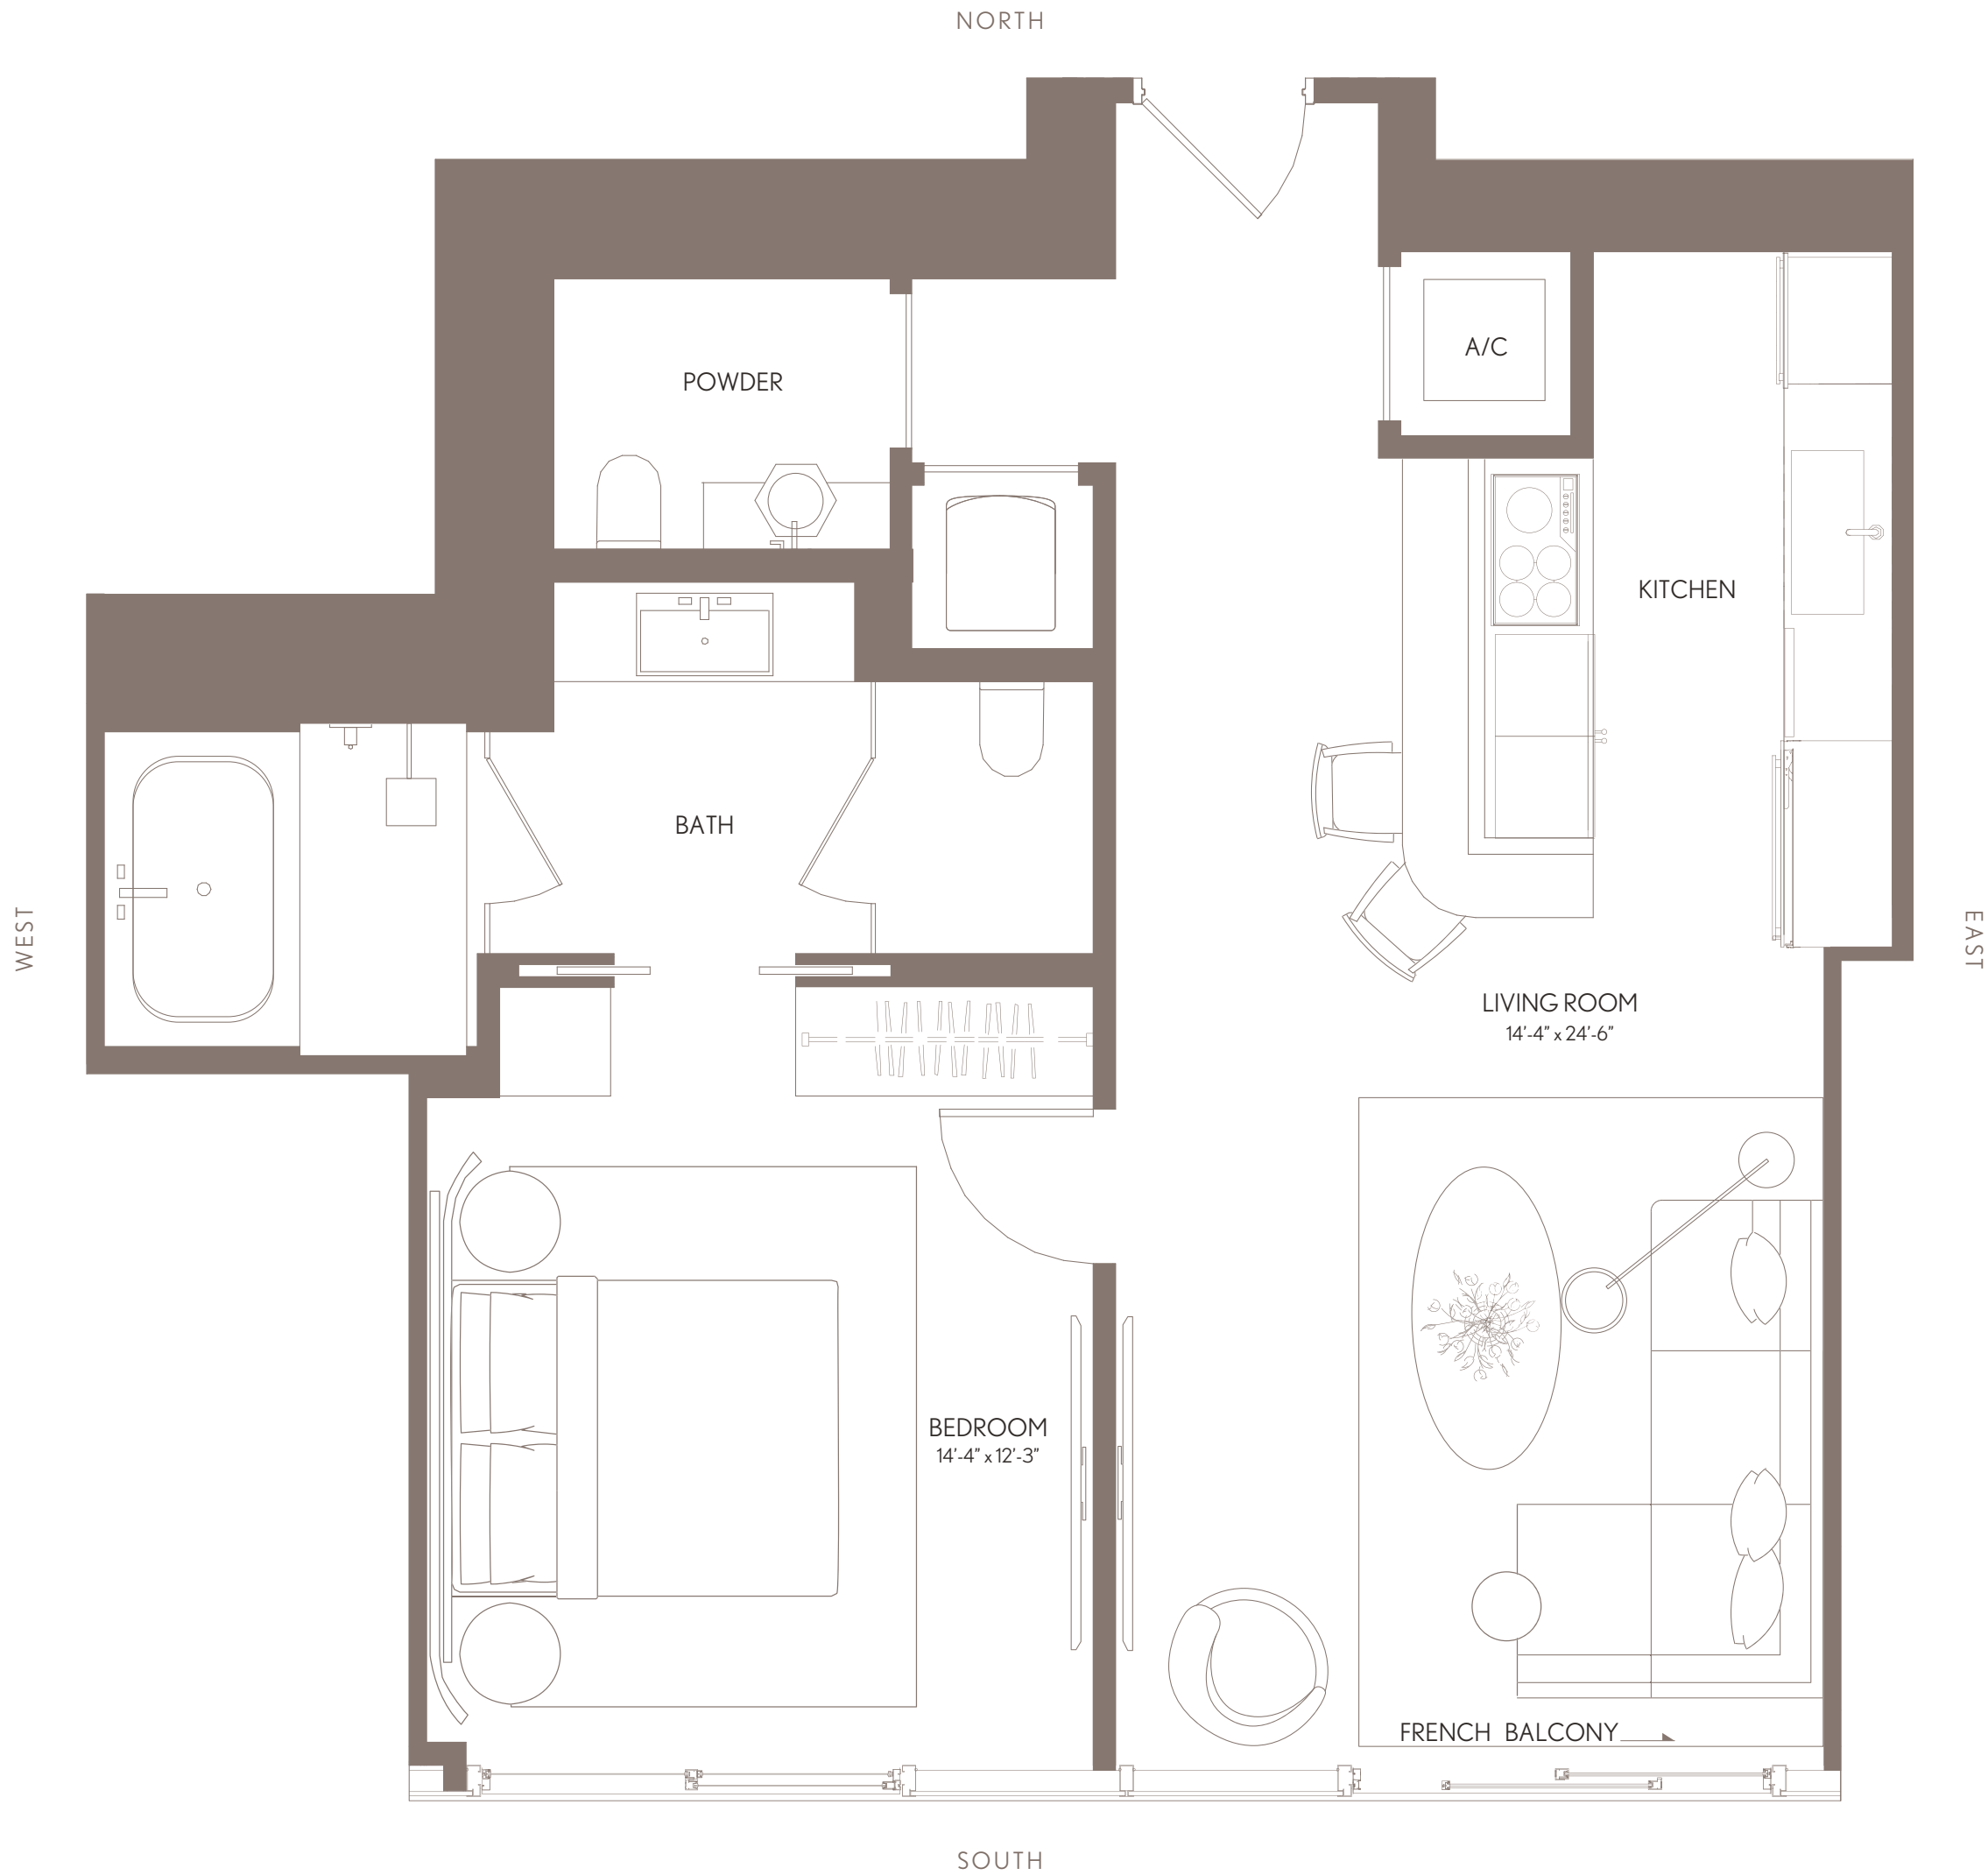 NORTH
A/C
POWDER
KITCHEN
BATH
WEST
EAST
LIVING ROOM
14'-4" x 24'-6"
BEDROOM
14'-4" x 12'-3"
FRENCH BALCONY
SOUTH